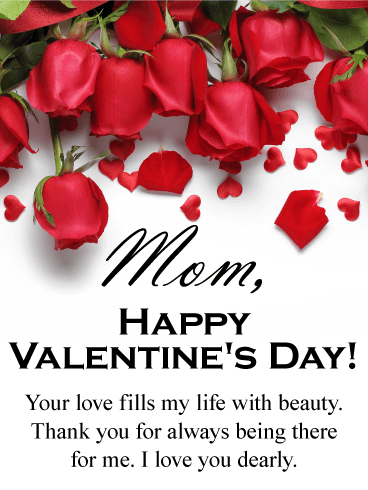 Mom,
HAPPY
VALENTINE'S DAY!
Your love fills my life with beauty.
Thank you for always being there
for me. I love you dearly.